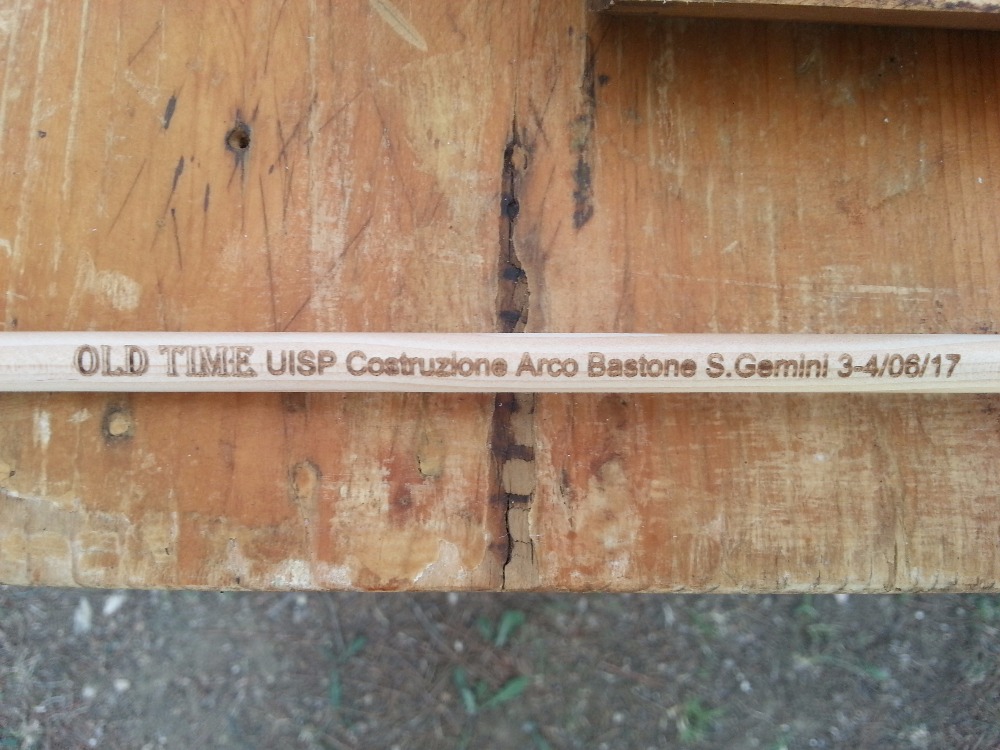 OLD TIME UISP Costruzione Arco Bastone S.Gemini 3-4/06/17